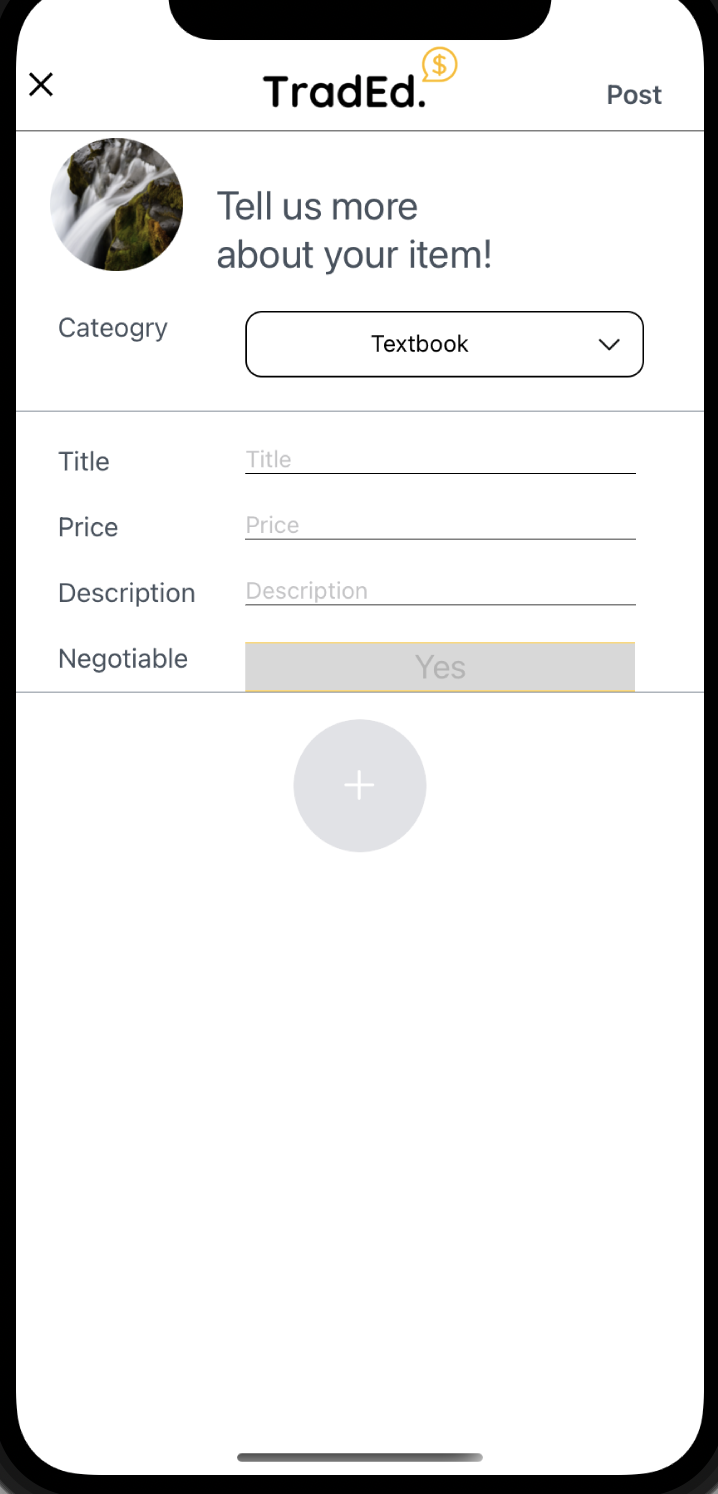 TradEd.
$
Post
Tell us more
about your item!
Cateogry
Textbook
Title
Title
Price
Price
Description
Description
Negotiable
Yes